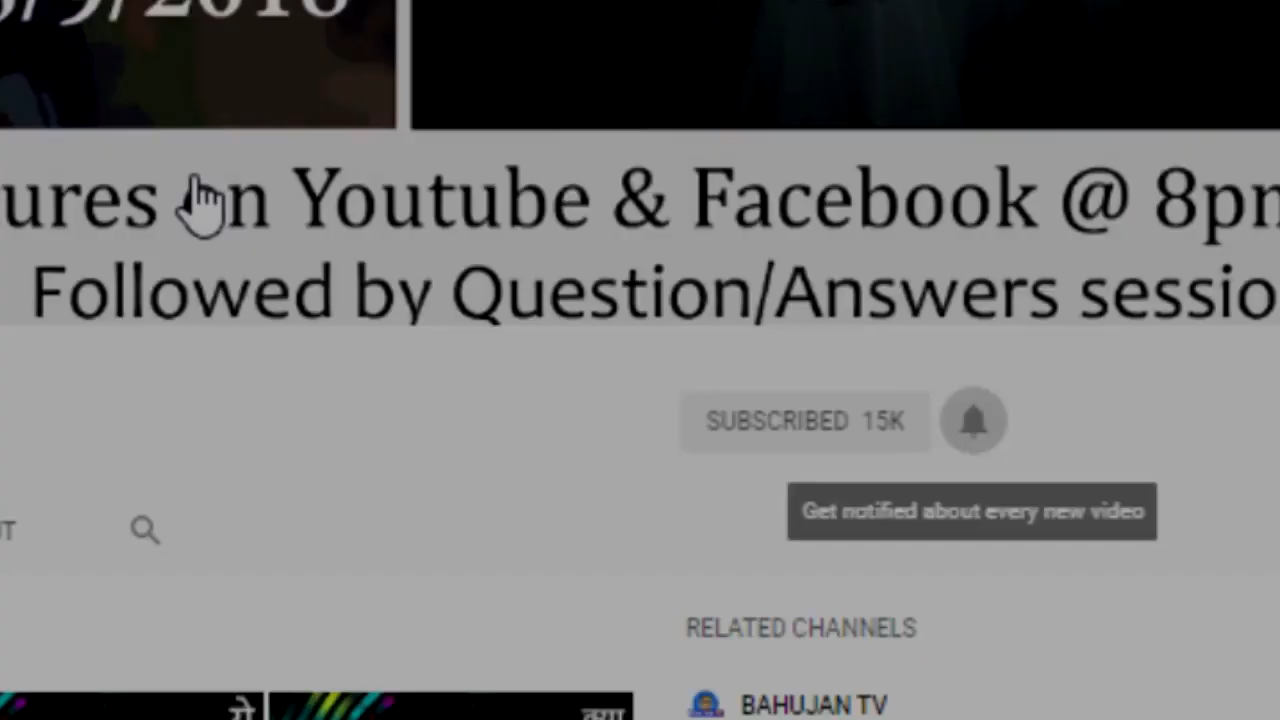 ures on Youtube & Facebook @ 8pm
Followed by Question/Answers sessio
SUBSCRIBED 15K
Get notified about every new video
RELATED CHANNELS
BAHUJAN TV